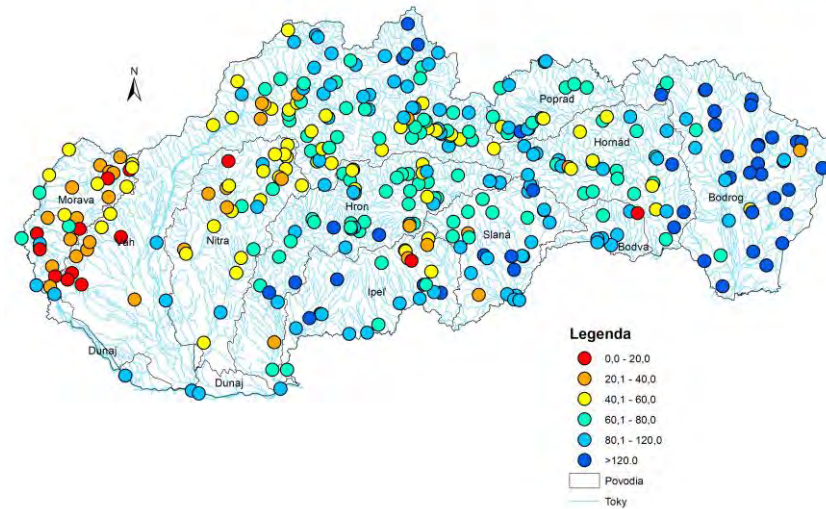 N
Poprad
Hornád
Morava
Váh
Nitra
Hron
Slaná
Bodva
Bodrog
Ipeľ
Dunaj
Dunaj
Legenda
0,0 - 20,0
20,1 - 40,0
40,1 - 60,0
60,1 - 80,0
80,1 - 120,0
>120.0
Povodia
Toky